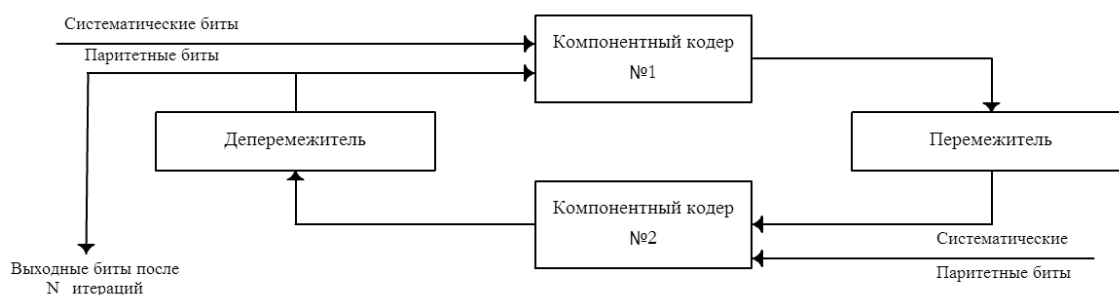 Систематические биты
Паритетные биты
Компонентный кодер
№1
Деперемежитель
Перемежитель
Компонентный кодер
№2
Систематические
Паритетные биты
Выходные биты после
N итераций